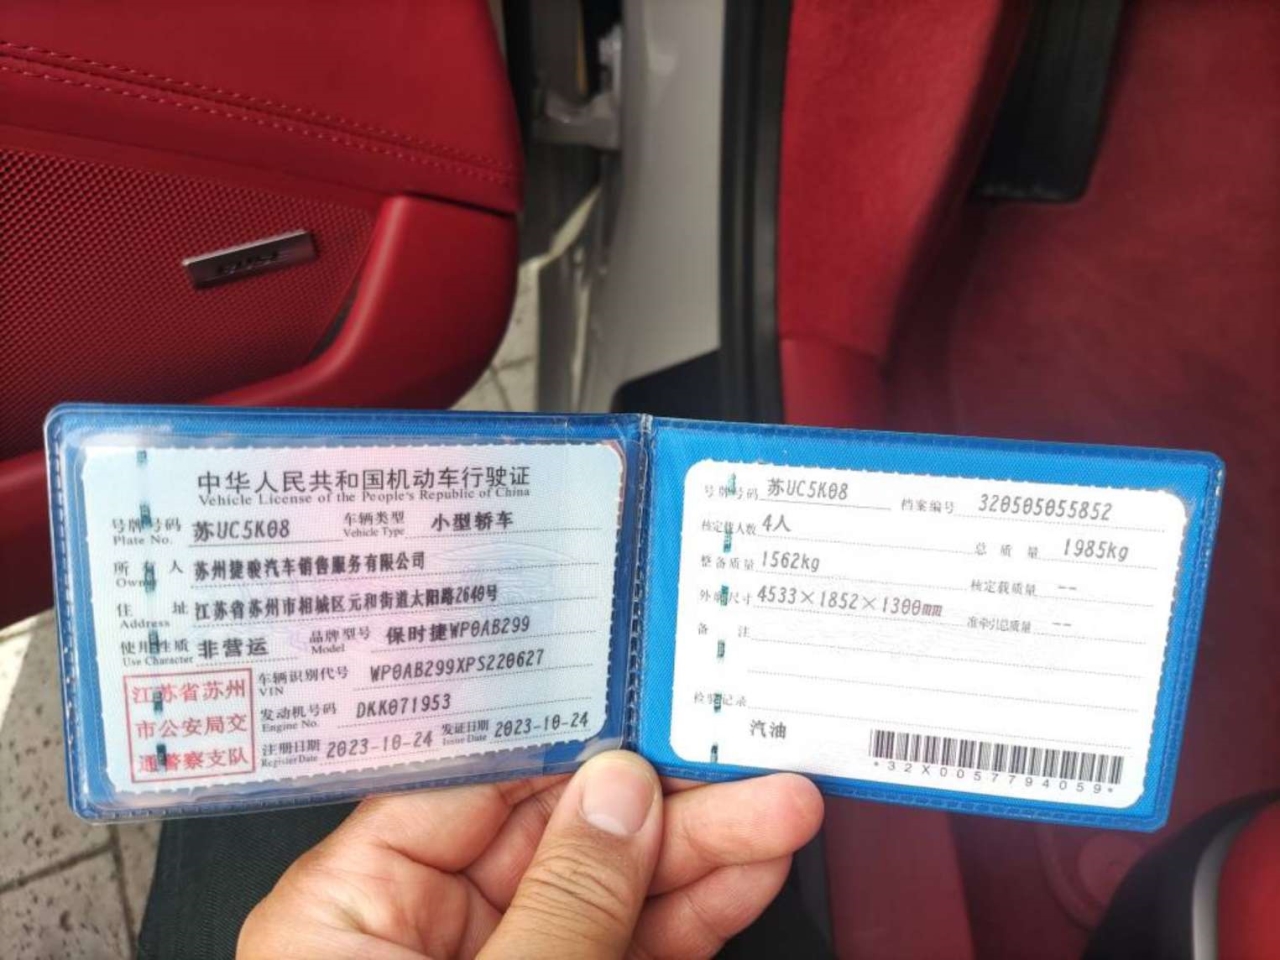 中华人民共和国机动车行驶证
Vehicle License of the People's Republic of China
号牌号码 苏UC5K08 车辆类型 小型轿车
Plate No. Vehicle Type
所有人 苏州捷骏汽车销售服务有限公司
Owner
住址 江苏省苏州市相城区元和街道太阳路2640号
Address
使用性质 非营运 品牌型号 保时捷WP0AB299
Use Character Model
江苏省苏州
市公安局交
通警察支队
车辆识别代号 WP0AB299XPS220627
VIN
发动机号码 DKK071953
Engine No.
注册日期 2023-10-24 发证日期 2023-10-24
Register Date Issue Date
号牌号码 苏UC5K08 档案编号 320505055852
核定载人数 4人 总质量 1985kg
整备质量 1562kg 核定载质量 --
外廓尺寸 4533×1852×1300mm 准牵引总质量 --
备注
检验记录
汽油
*32X0057794059*